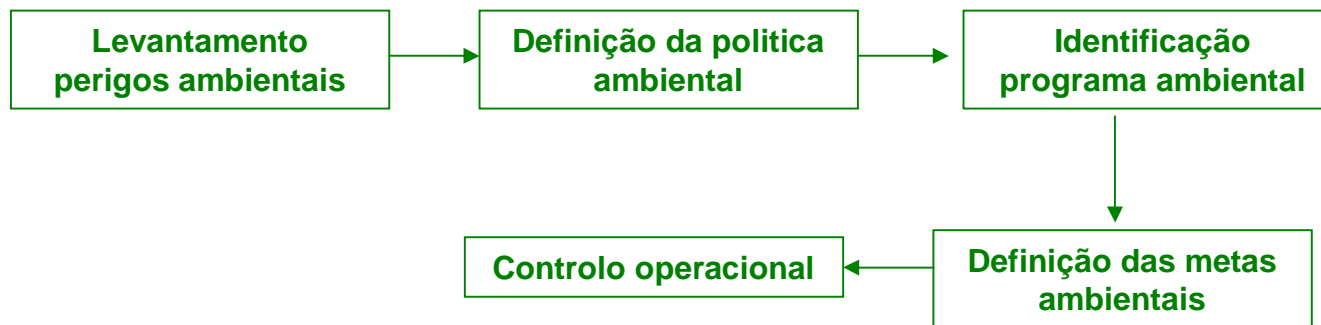 Levantamento
perigos ambientais
Definição da politica
ambiental
Identificação
programa ambiental
Definição das metas
ambientais
Controlo operacional